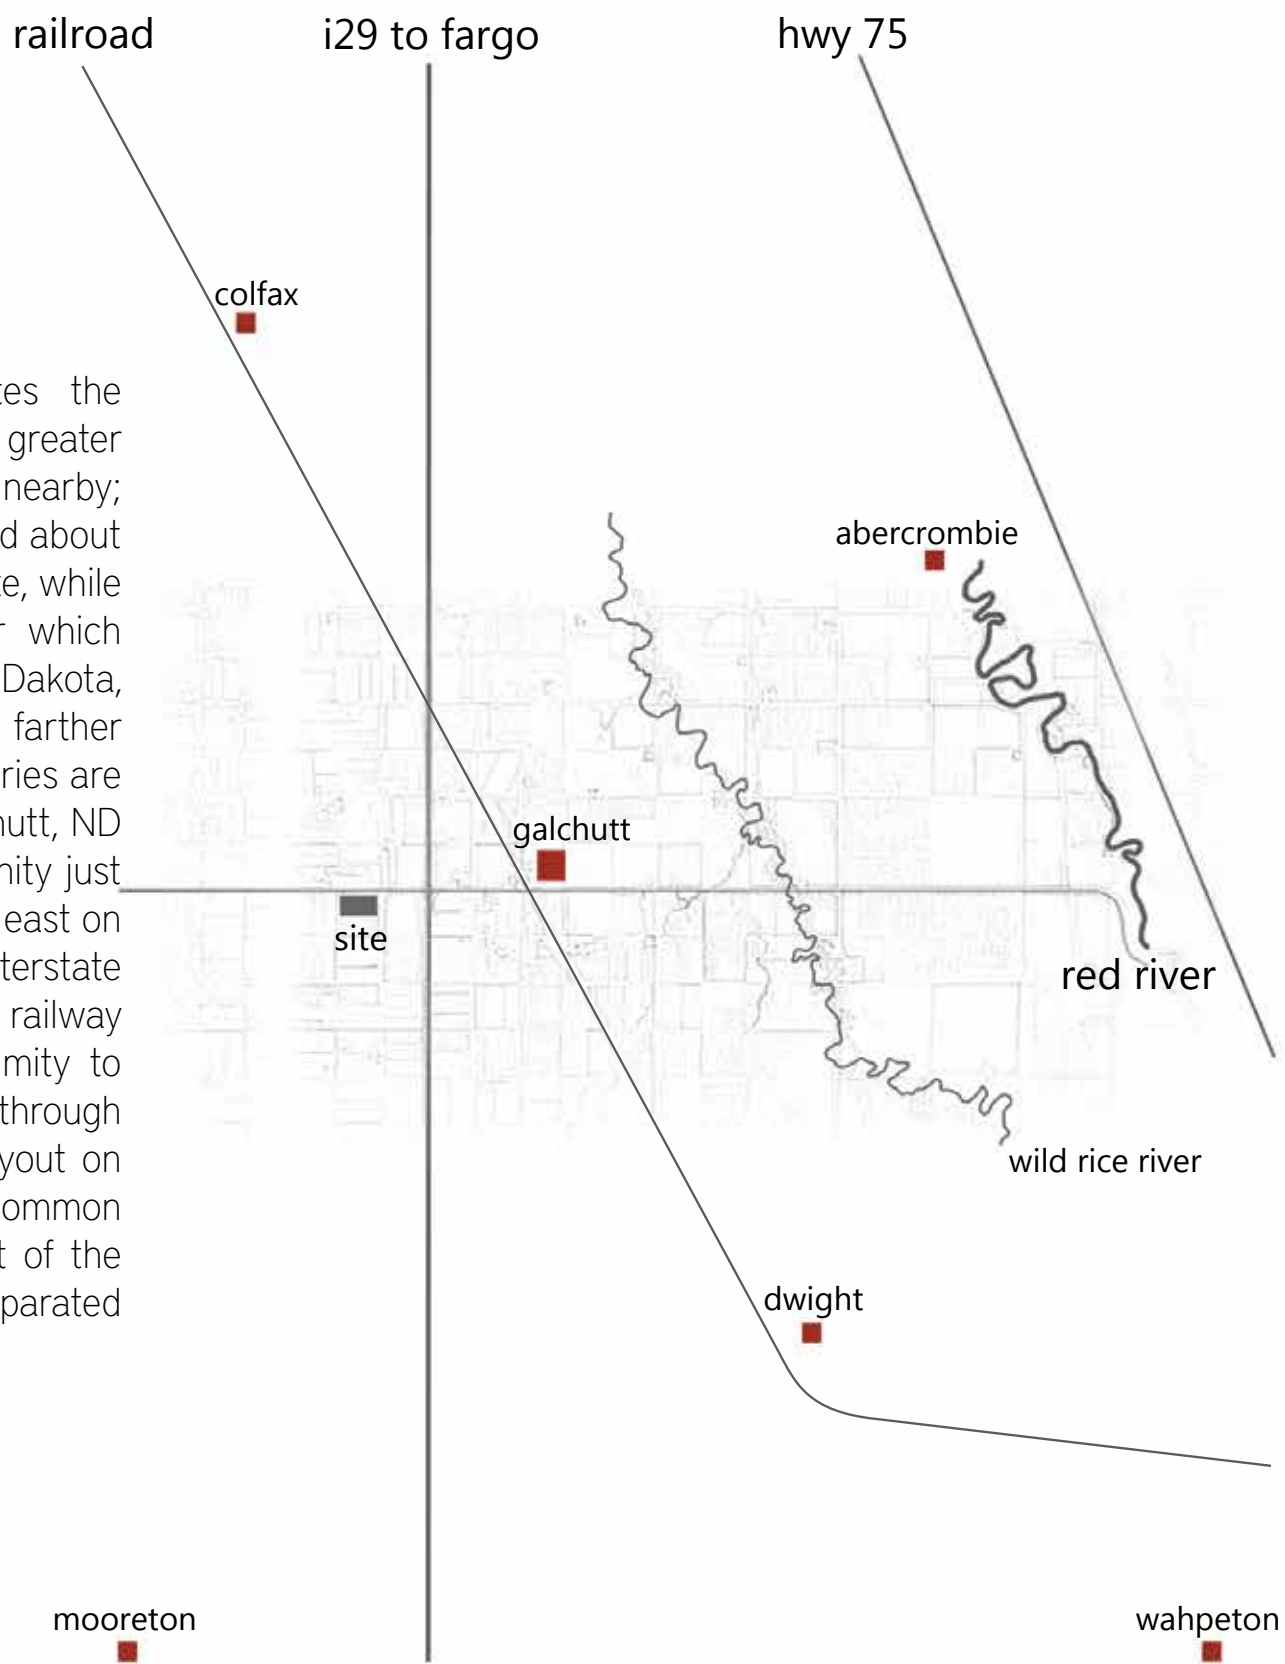 railroad
i29 to fargo
hwy 75
colfax
tes the
greater
nearby;
d about
te, while
r which
Dakota,
farther
ries are
hutt, ND
nity just
east on
terstate
railway
mity to
through
yout on
ommon
t of the
parated
abercrombie
galchutt
site
red river
wild rice river
dwight
mooreton
wahpeton